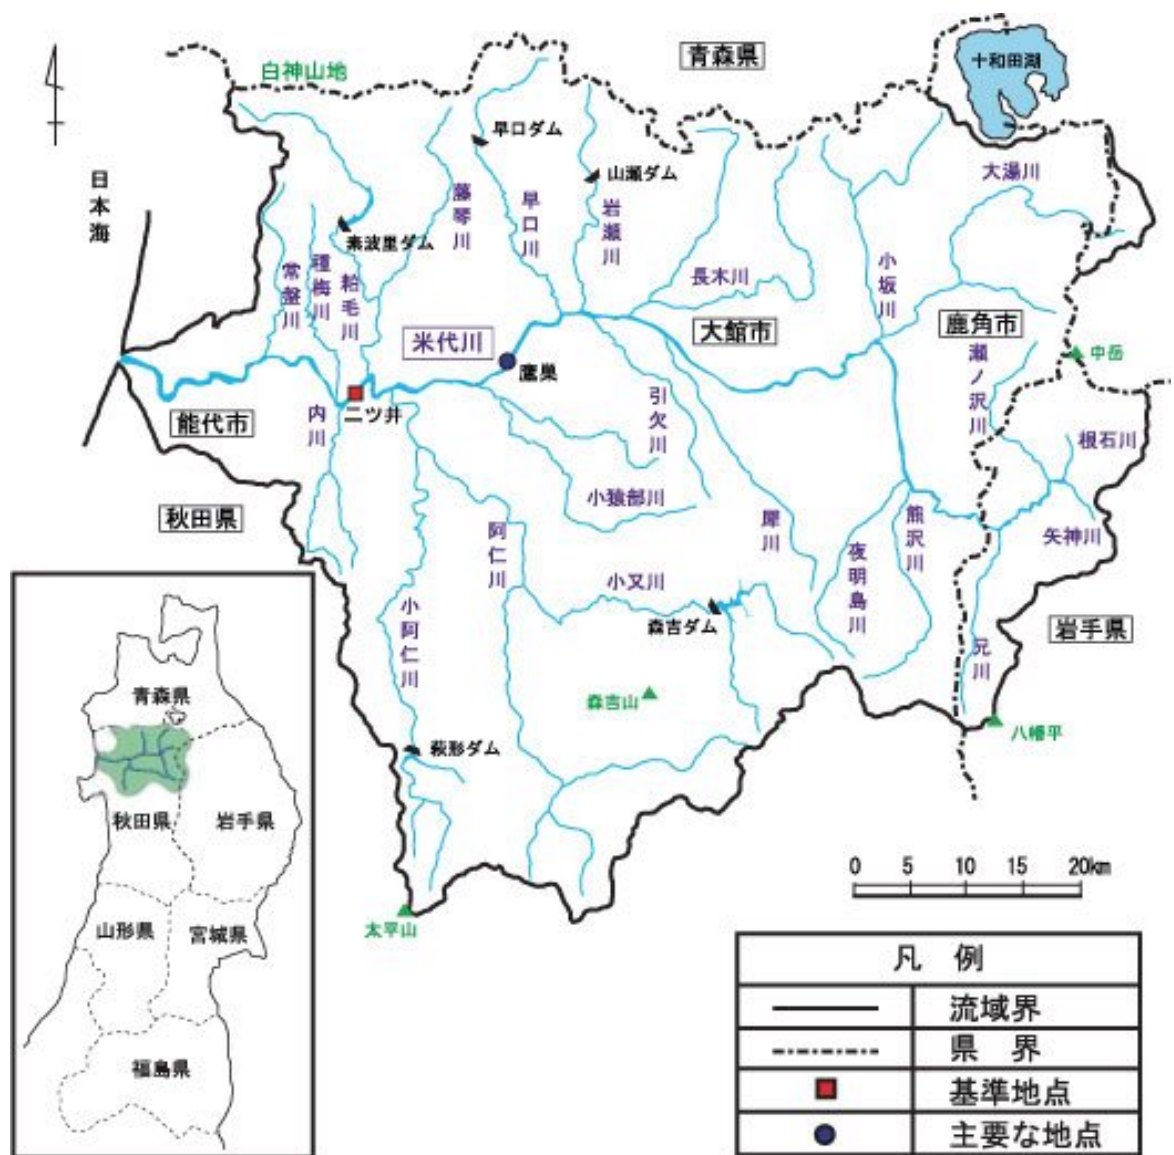 青森県
十和田湖
白神山地
早口ダム
山瀬ダム
大湯川
日本海
藤琴川
早口川
岩瀬川
素波里ダム
種梅川
常盤川
粕毛川
長木川
小坂川
米代川
大館市
鹿角市
中岳
鷹巣
瀬ノ沢川
引欠川
二ツ井
能代市
内川
根石川
小猿部川
秋田県
阿仁川
犀川
熊沢川
夜明島川
矢神川
小又川
小阿仁川
森吉ダム
岩手県
兄川
森吉山
八幡平
萩形ダム
太平山
0 5 10 15 20km
青森県
秋田県
岩手県
山形県
宮城県
福島県
凡 例
流域界
県 界
基準地点
主要な地点